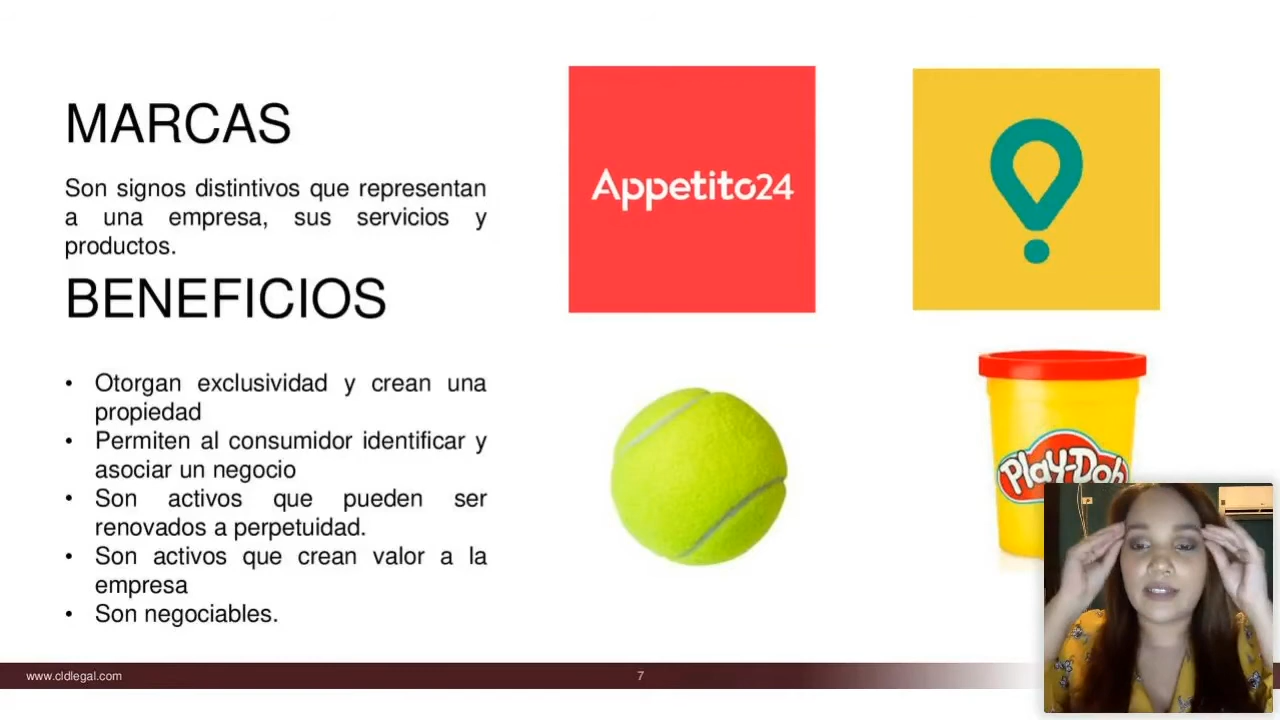 MARCAS
Son signos distintivos que representan
a una empresa, sus servicios y
productos.
BENEFICIOS
• Otorgan exclusividad y crean una
propiedad
• Permiten al consumidor identificar y
asociar un negocio
• Son activos que pueden ser
renovados a perpetuidad.
• Son activos que crean valor a la
empresa
• Son negociables.
Appetito24
Play-Doh
www.cldlegal.com
7